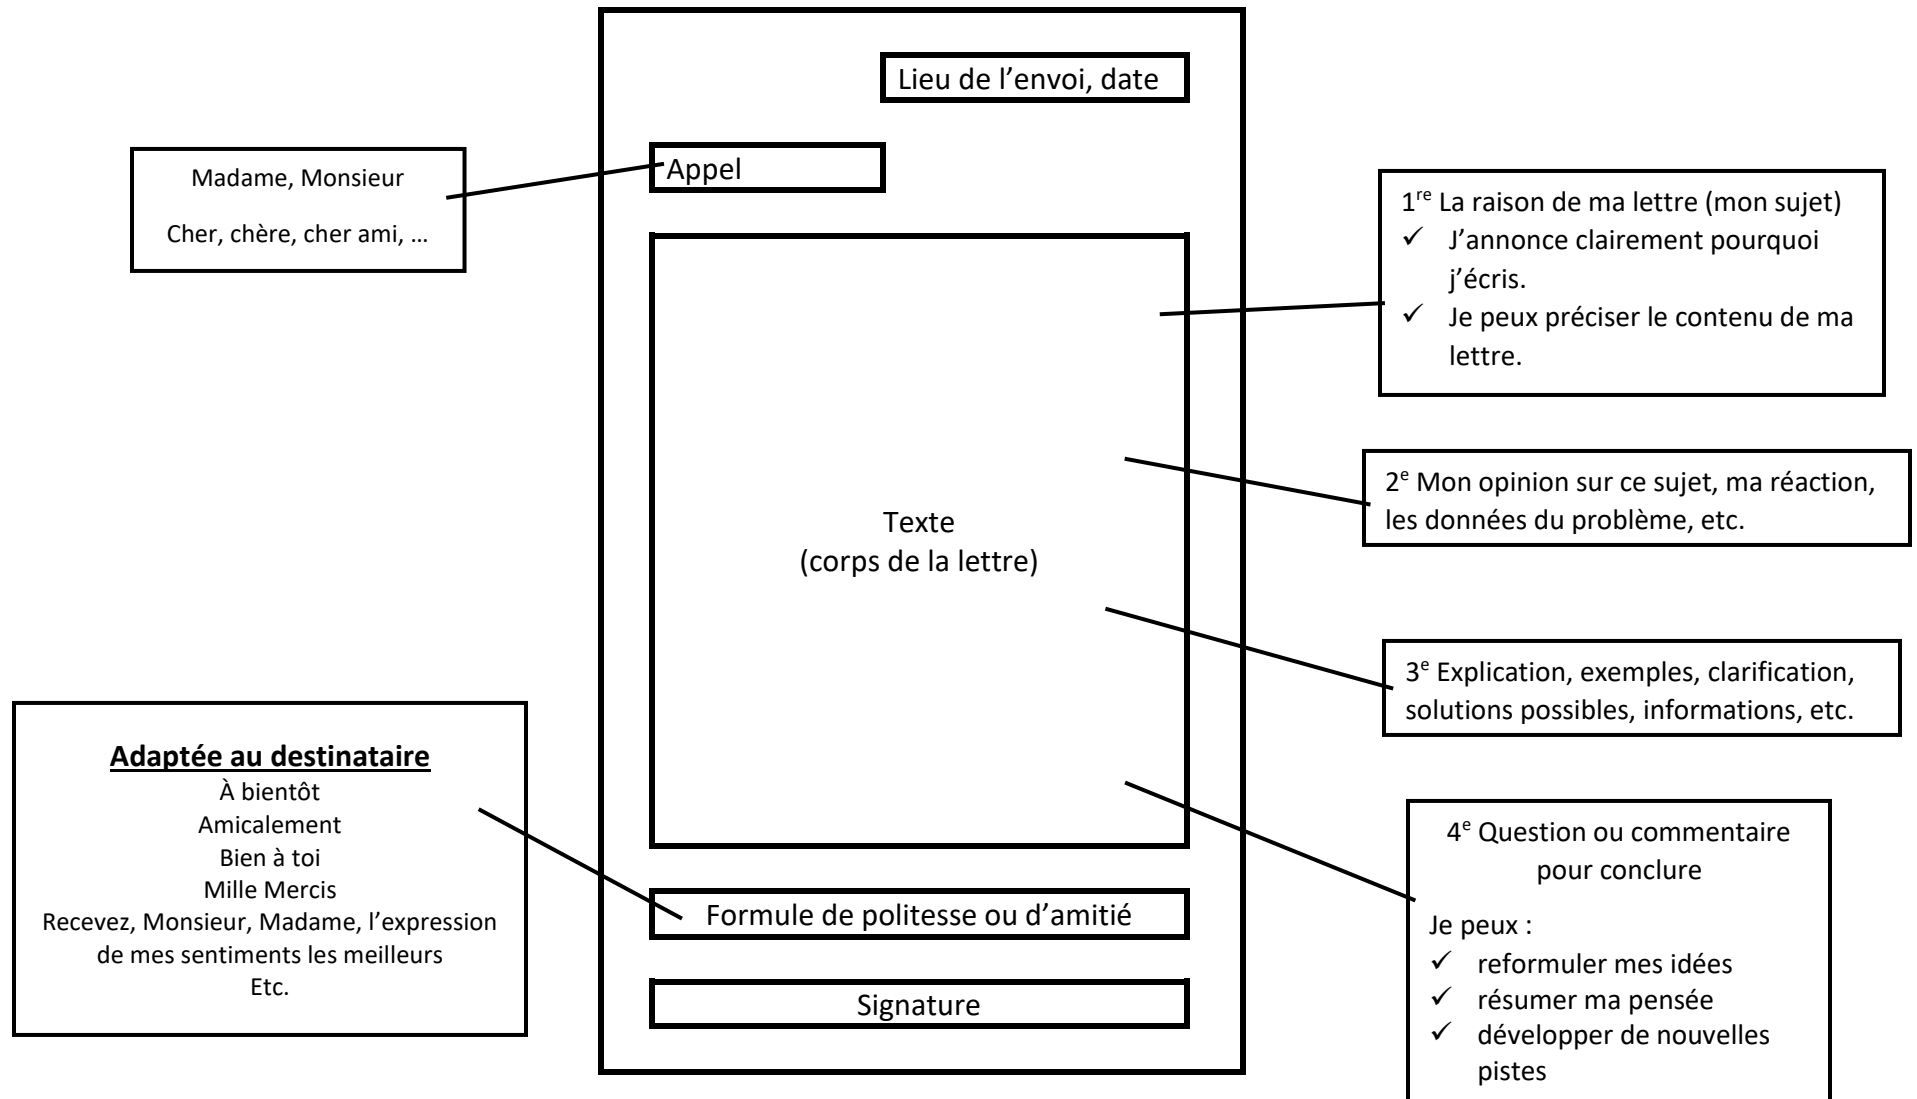 Lieu de l’envoi, date
Appel
Madame, Monsieur
Cher, chère, cher ami, …
1re La raison de ma lettre (mon sujet)
✓ J’annonce clairement pourquoi
j’écris.
✓ Je peux préciser le contenu de ma
lettre.
2e Mon opinion sur ce sujet, ma réaction,
les données du problème, etc.
Texte
(corps de la lettre)
3e Explication, exemples, clarification,
solutions possibles, informations, etc.
4e Question ou commentaire
pour conclure
Je peux :
✓ reformuler mes idées
✓ résumer ma pensée
✓ développer de nouvelles
pistes
Adaptée au destinataire
À bientôt
Amicalement
Bien à toi
Mille Mercis
Recevez, Monsieur, Madame, l’expression
de mes sentiments les meilleurs
Etc.
Formule de politesse ou d’amitié
Signature